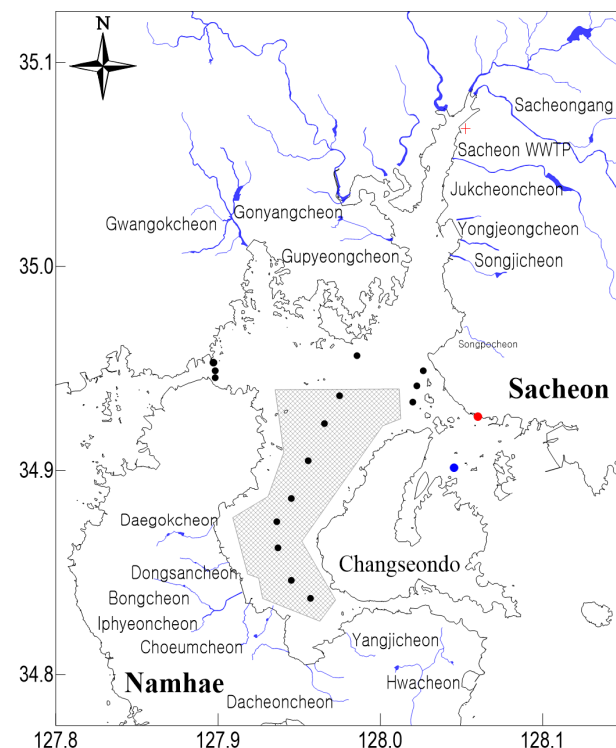 N
35.1
Sacheongang
Sacheon WWTP
Jukcheoncheon
Gonyangcheon
Gwangokcheon
Yongjeongcheon
Gupyeongcheon
Songjicheon
35.0
Songpocheon
Sacheon
34.9
Daegokcheon
Changseondo
Dongsancheon
Bongcheon
Iphyeoncheon
Choeumcheon
Yangjicheon
Namhae
Hwacheon
Dacheoncheon
34.8
127.8
127.9
128.0
128.1